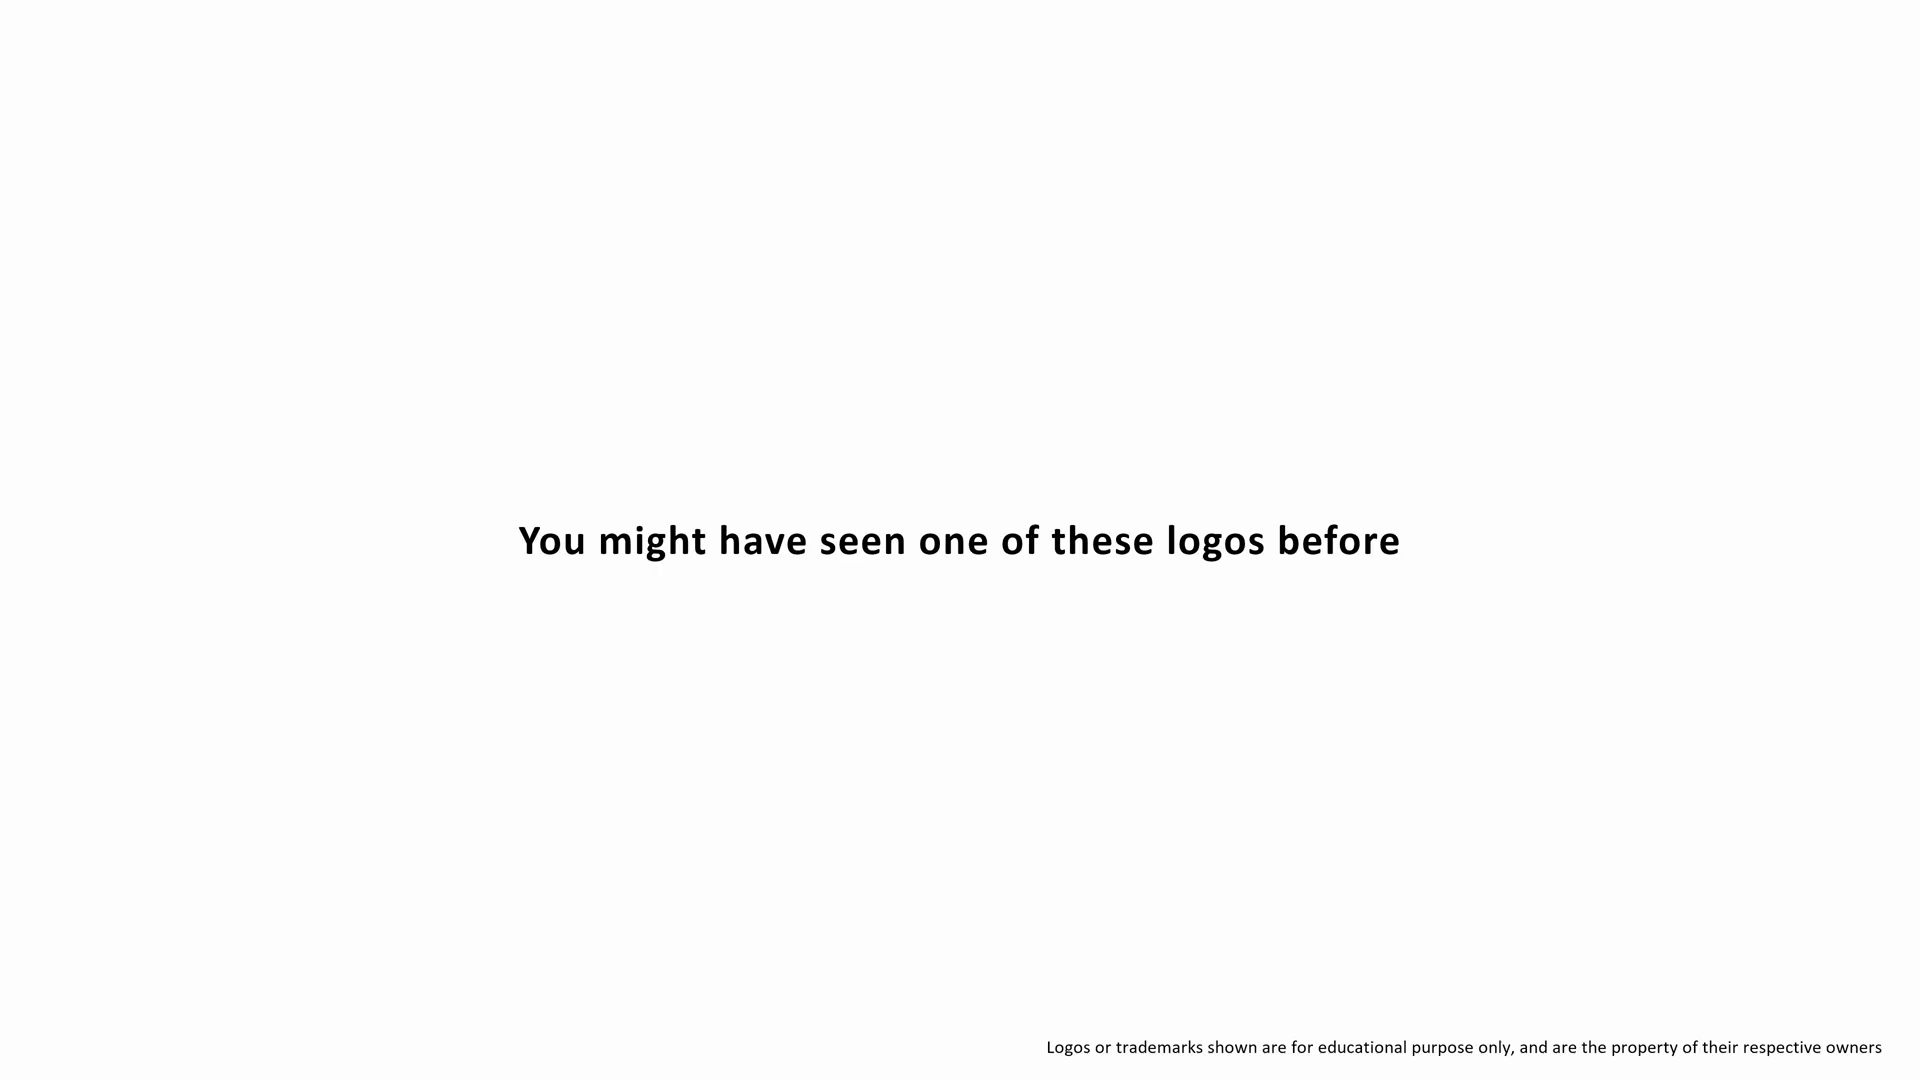 You might have seen one of these logos before
Logos or trademarks shown are for educational purpose only, and are the property of their respective owners